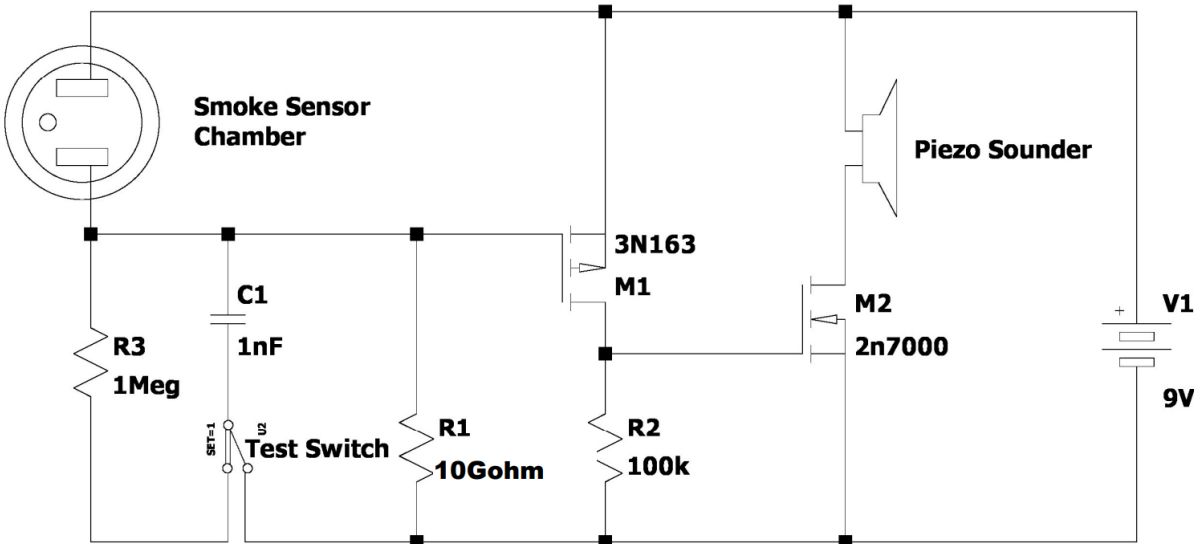 Smoke Sensor
Chamber
Piezo Sounder
3N163
M1
C1
1nF
M2
2n7000
+
V1
9V
R3
1Meg
SET=1
U2
Test Switch
R1
10Gohm
R2
100k